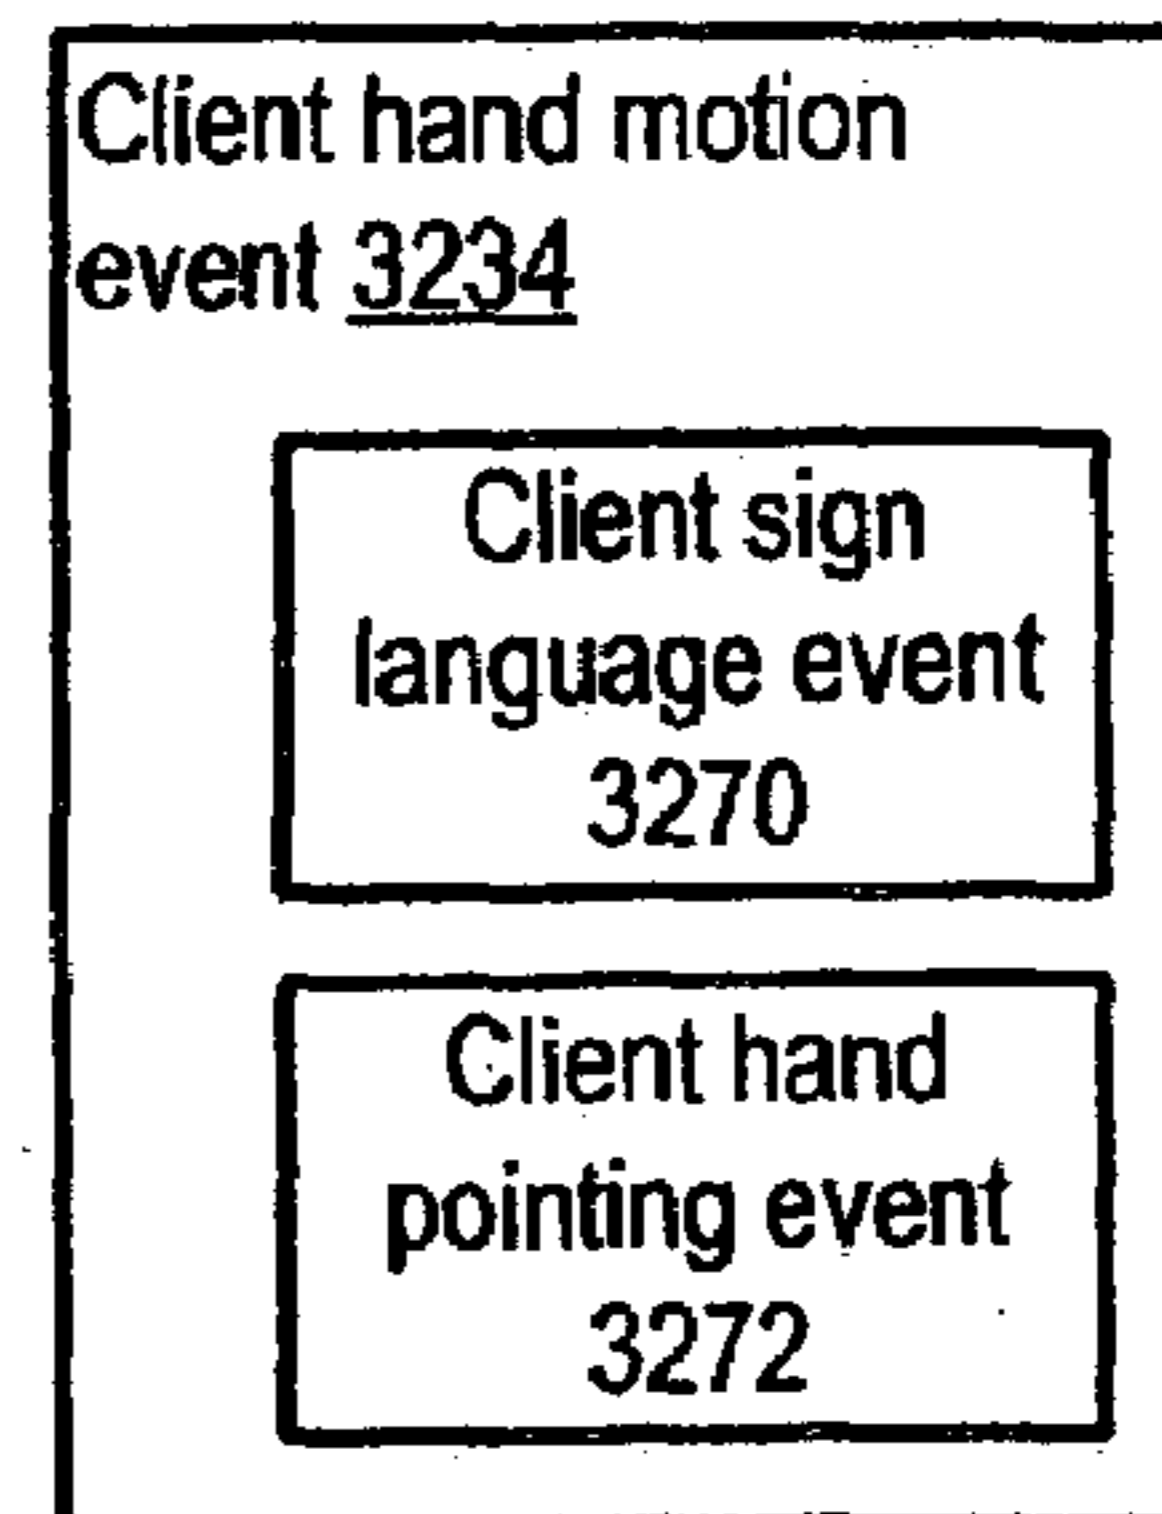 Client hand motion
event 3234
Client sign
language event
3270
Client hand
pointing event
3272